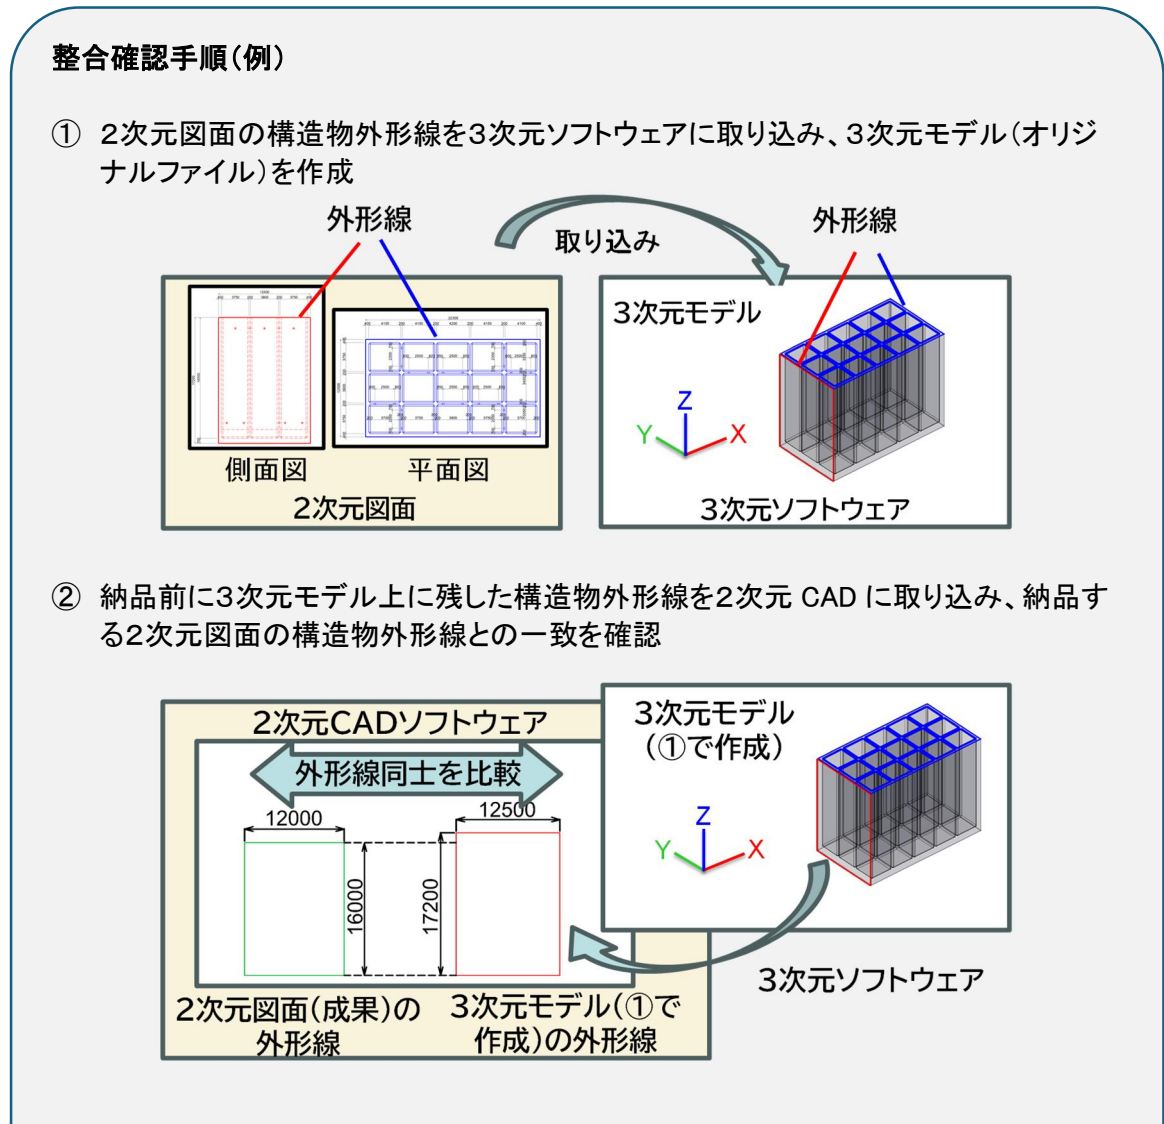 整合確認手順（例）
① ２次元図面の構造物外形線を３次元ソフトウェアに取り込み、３次元モデル（オリジ
ナルファイル）を作成
外形線
取り込み
外形線
側面図
平面図
2次元図面
3次元モデル
Z
Y
X
3次元ソフトウェア
② 納品前に３次元モデル上に残した構造物外形線を２次元 CAD に取り込み、納品す
る２次元図面の構造物外形線との一致を確認
2次元CADソフトウェア
外形線同士を比較
12000
12500
16000
17200
2次元図面(成果)の
外形線
3次元モデル(①で
作成)の外形線
3次元モデル
(①で作成)
Z
Y
X
3次元ソフトウェア